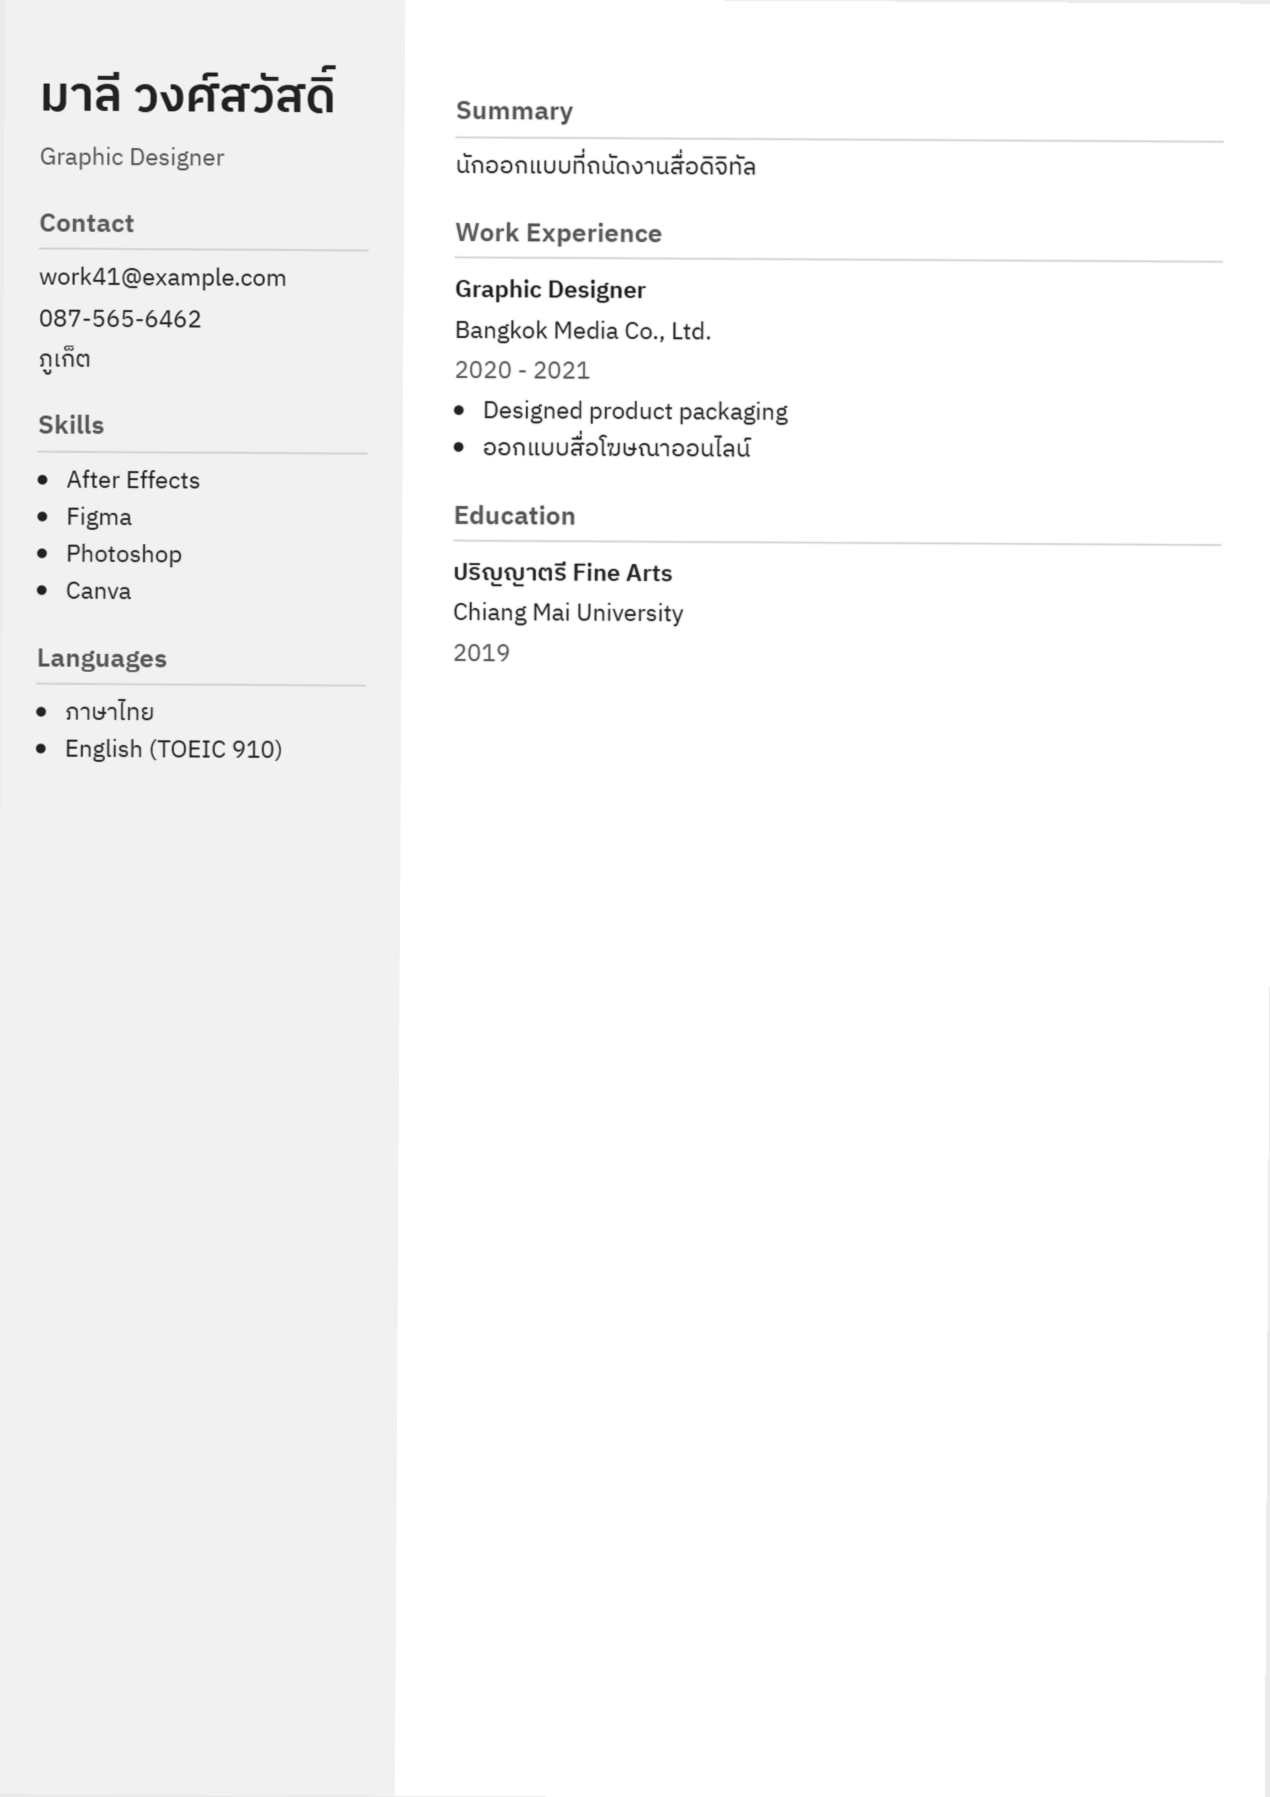 มาลี วงศ์สวัสดิ์
Graphic Designer
Contact
work41@example.com
087-565-6462
ภูเก็ต
Skills
After Effects
Figma
Photoshop
Canva
Languages
ภาษาไทย
English (TOEIC 910)
Summary
นักออกแบบที่ถนัดงานสื่อดิจิทัล
Work Experience
Graphic Designer
Bangkok Media Co., Ltd.
2020 - 2021
Designed product packaging
ออกแบบสื่อโฆษณาออนไลน์
Education
ปริญญาตรี Fine Arts
Chiang Mai University
2019